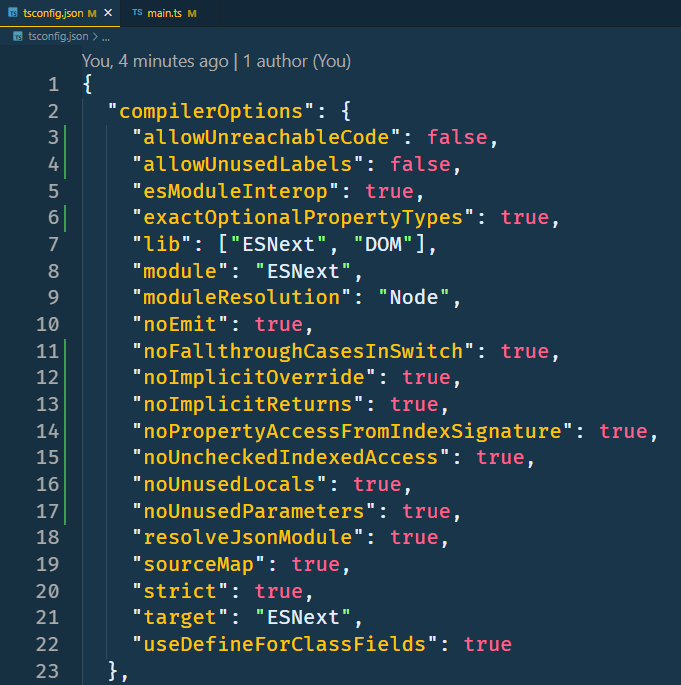 TS tsconfig.json M × TS main.ts M
TS tsconfig.json > ...
You, 4 minutes ago | 1 author (You)
1 {
2 "compilerOptions": {
3 "allowUnreachableCode": false,
4 "allowUnusedLabels": false,
5 "esModuleInterop": true,
6 "exactOptionalPropertyTypes": true,
7 "lib": ["ESNext", "DOM"],
8 "module": "ESNext",
9 "moduleResolution": "Node",
10 "noEmit": true,
11 "noFallthroughCasesInSwitch": true,
12 "noImplicitOverride": true,
13 "noImplicitReturns": true,
14 "noPropertyAccessFromIndexSignature": true,
15 "noUncheckedIndexedAccess": true,
16 "noUnusedLocals": true,
17 "noUnusedParameters": true,
18 "resolveJsonModule": true,
19 "sourceMap": true,
20 "strict": true,
21 "target": "ESNext",
22 "useDefineForClassFields": true
23 },